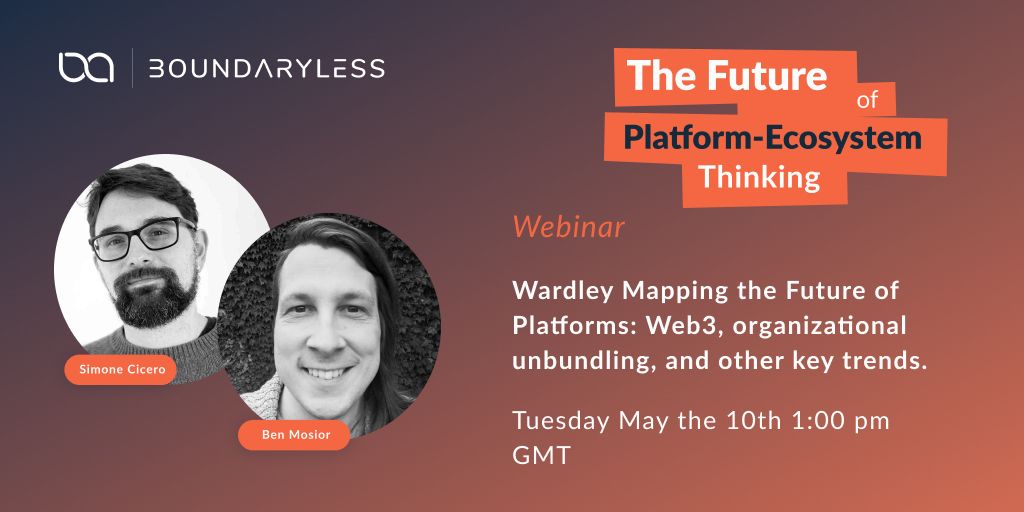 BOUNDARYLESS
The Future
of
Platform-Ecosystem
Thinking
Webinar
Wardley Mapping the Future of
Platforms: Web3, organizational
unbundling, and other key trends.
Tuesday May the 10th 1:00 pm
GMT
Simone Cicero
Ben Mosior